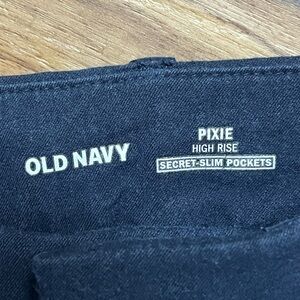 OLD NAVY
PIXIE
HIGH RISE
SECRET-SLIM POCKETS